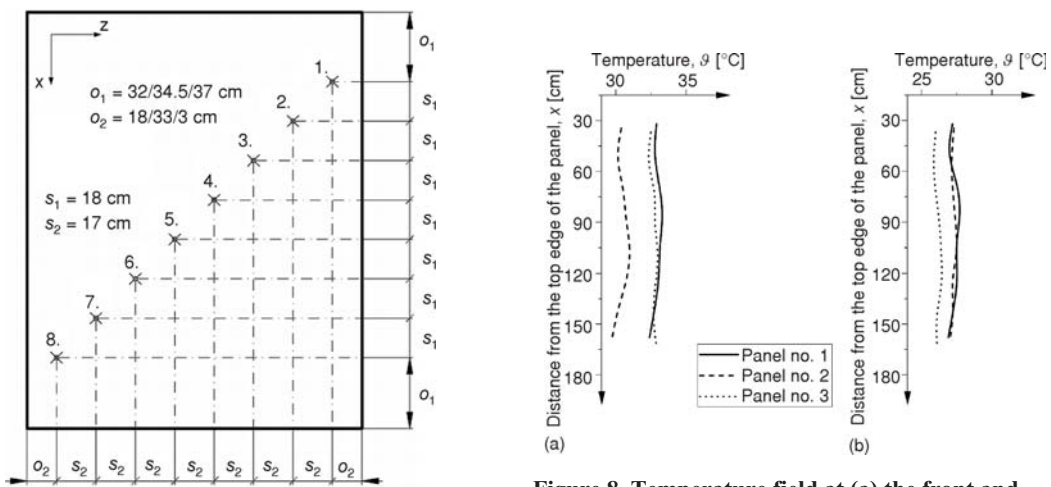 z
x
o₁ = 32/34.5/37 cm
o₂ = 18/33/3 cm
s₁ = 18 cm
s₂ = 17 cm
1.
2.
3.
4.
5.
6.
7.
8.
o₁
s₁
s₁
s₁
s₁
s₁
s₁
s₁
o₁
o₂ s₂ s₂ s₂ s₂ s₂ s₂ s₂ o₂
Temperature, ϑ [°C]
30 35
Distance from the top edge of the panel, x [cm]
30
60
90
120
150
180
(a)
Panel no. 1
Panel no. 2
Panel no. 3
Temperature, ϑ [°C]
25 30
Distance from the top edge of the panel, x [cm]
30
60
90
120
150
180
(b)
Figure 8. Temperature field at (a) the front and